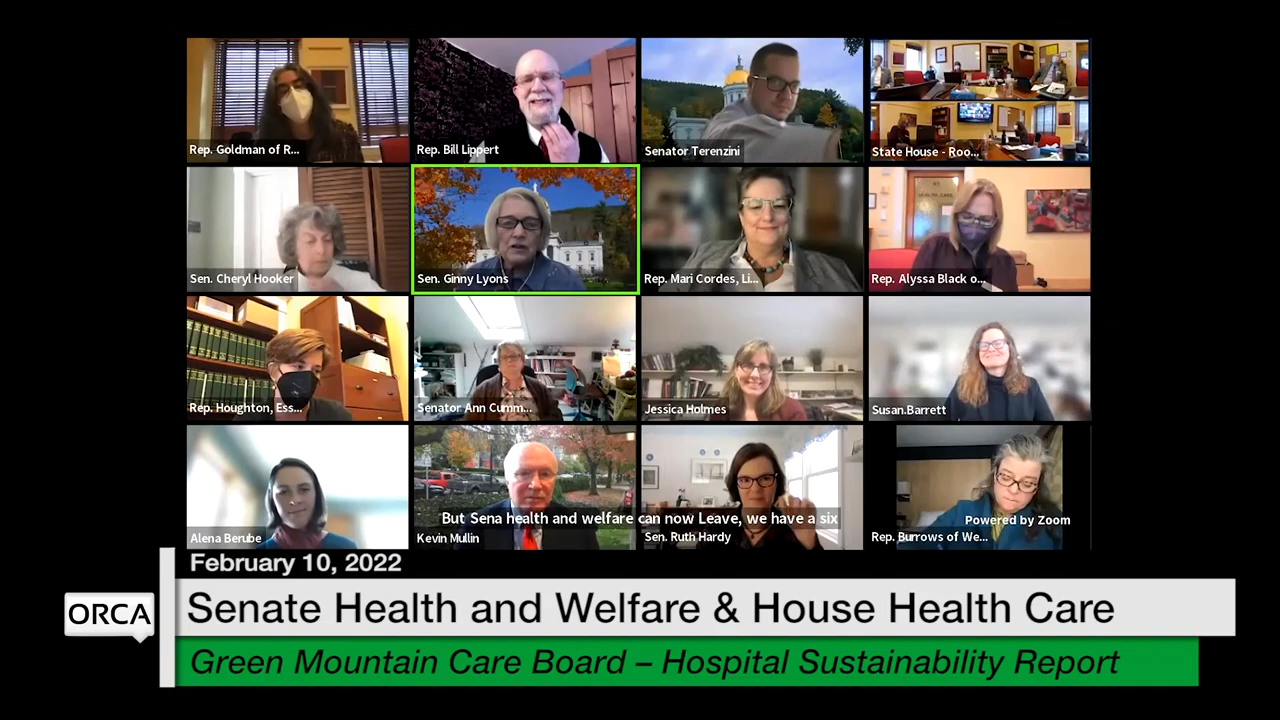 Rep. Goldman of R...
Rep. Bill Lippert
Senator Terenzini
State House - Roo...
Sen. Cheryl Hooker
Sen. Ginny Lyons
Rep. Mari Cordes, Li...
Rep. Alyssa Black o...
Rep. Houghton, Ess...
Senator Ann Cumm...
Jessica Holmes
Susan.Barrett
Alena Berube
But Sena health and welfare can now Leave, we have a six
Kevin Mullin
Sen. Ruth Hardy
Powered by Zoom
Rep. Burrows of We...
February 10, 2022
ORCA
Senate Health and Welfare & House Health Care
Green Mountain Care Board – Hospital Sustainability Report